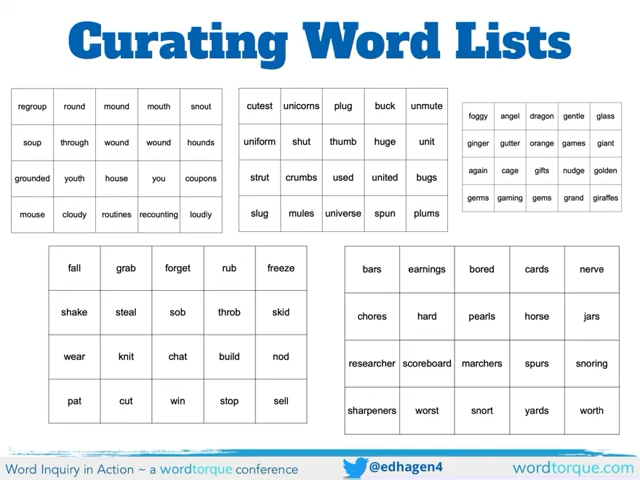 Curating Word Lists
regroup round mound mouth snout
soup through wound wound hounds
grounded youth house you coupons
mouse cloudy routines recounting loudly
cutest unicorns plug buck unmute
uniform shut thumb huge unit
strut crumbs used united bugs
slug mules universe spun plums
foggy angel dragon gentle glass
ginger gutter orange games giant
again cage gifts nudge golden
germs gaming gems grand giraffes
fall grab forget rub freeze
shake steal sob throb skid
wear knit chat build nod
pat cut win stop sell
bars earnings bored cards nerve
chores hard pearls horse jars
researcher scoreboard marchers spurs snoring
sharpeners worst snort yards worth
Word Inquiry in Action ~ a wordtorque conference
@edhagen4
wordtorque.com